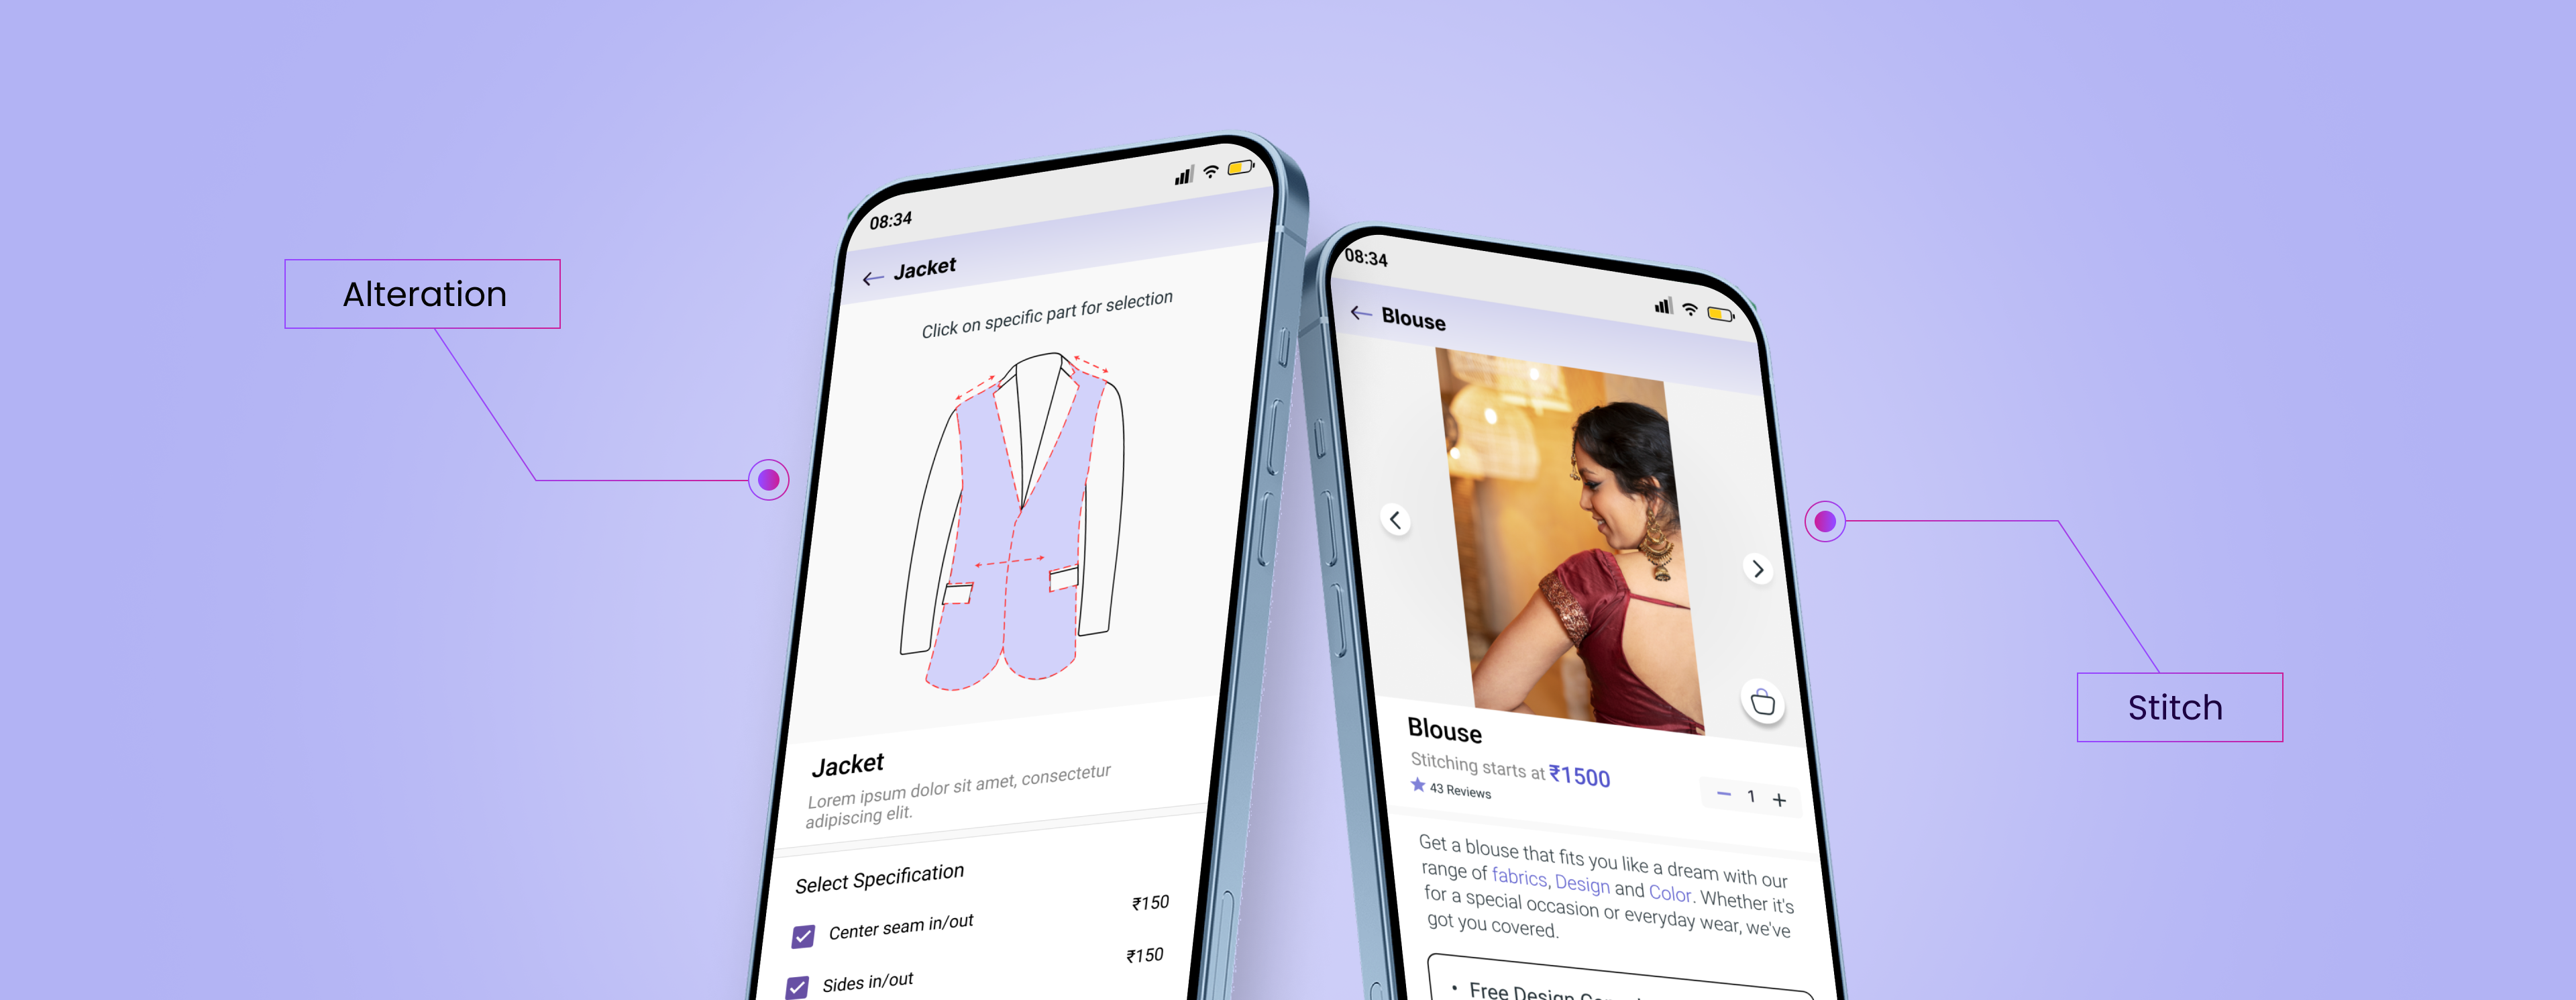 Alteration
08:34
Jacket
Click on specific part for selection
Jacket
Lorem ipsum dolor sit amet, consectetur
adipiscing elit.
Select Specification
Center seam in/out ₹150
Sides in/out ₹150
08:34
Blouse
Blouse
Stitching starts at ₹1500
43 Reviews
1
Get a blouse that fits you like a dream with our
range of fabrics, Design and Color. Whether it's
for a special occasion or everyday wear, we've
got you covered.
• Free Design
Stitch